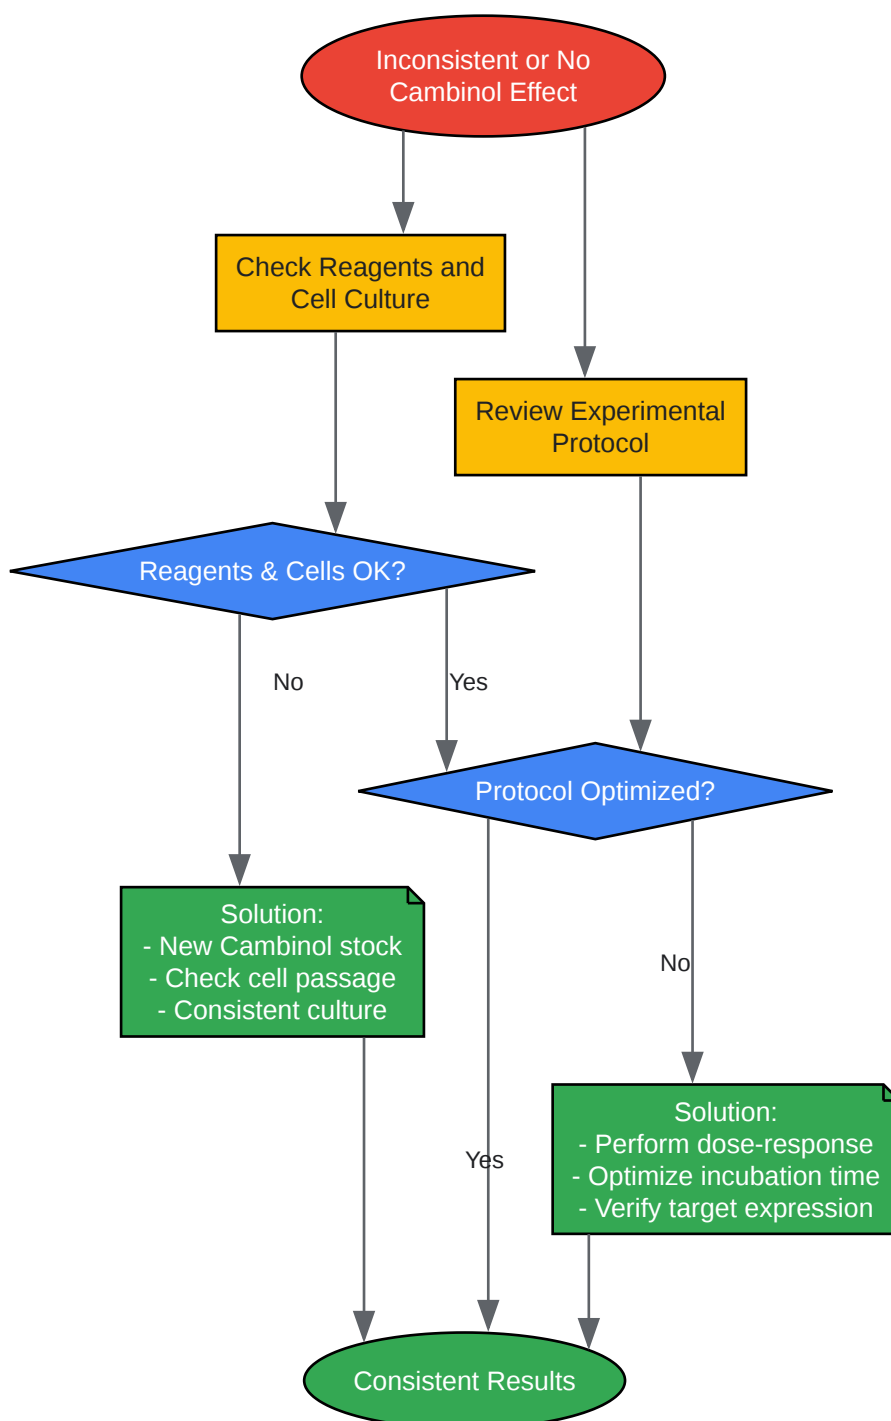 Inconsistent or No
Cambinol Effect
Check Reagents and
Cell Culture
Review Experimental
Protocol
Reagents & Cells OK?
No
Yes
Protocol Optimized?
Solution:
- New Cambinol stock
- Check cell passage
- Consistent culture
No
Solution:
- Perform dose-response
- Optimize incubation time
- Verify target expression
Yes
Consistent Results